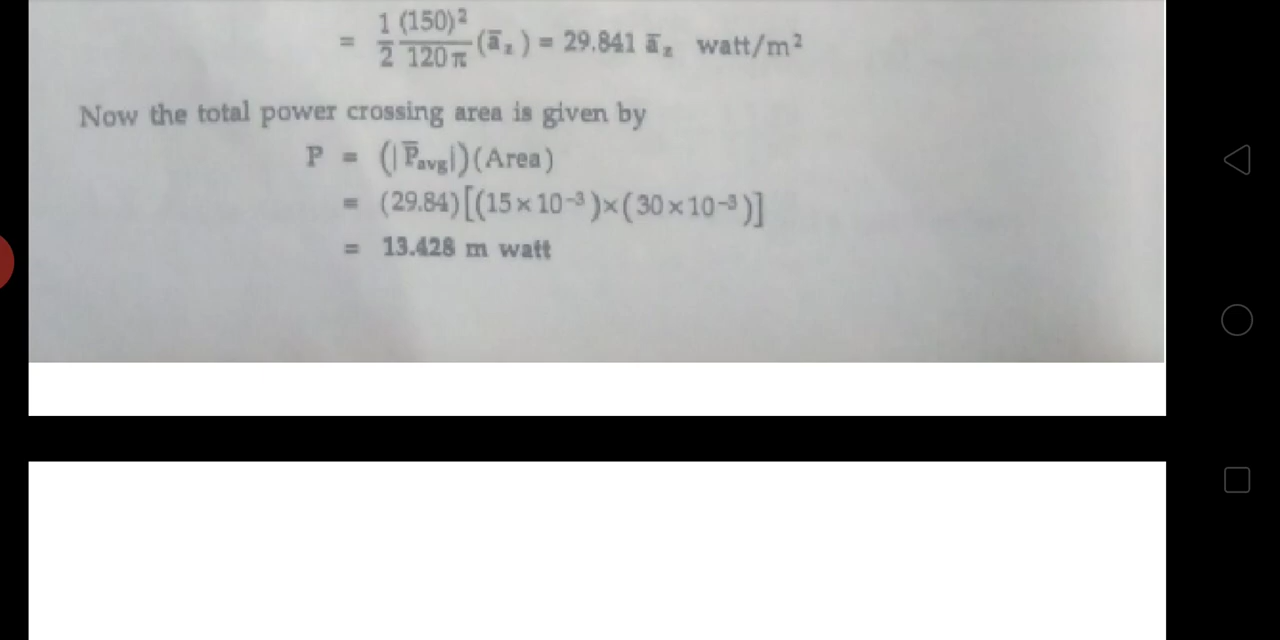 = 1/2 (150)²/120π (ā_z) = 29.841 ā_z watt/m²
Now the total power crossing area is given by
P = (|P̄_avg|)(Area)
= (29.84)[(15×10⁻³)×(30×10⁻³)]
= 13.428 m watt